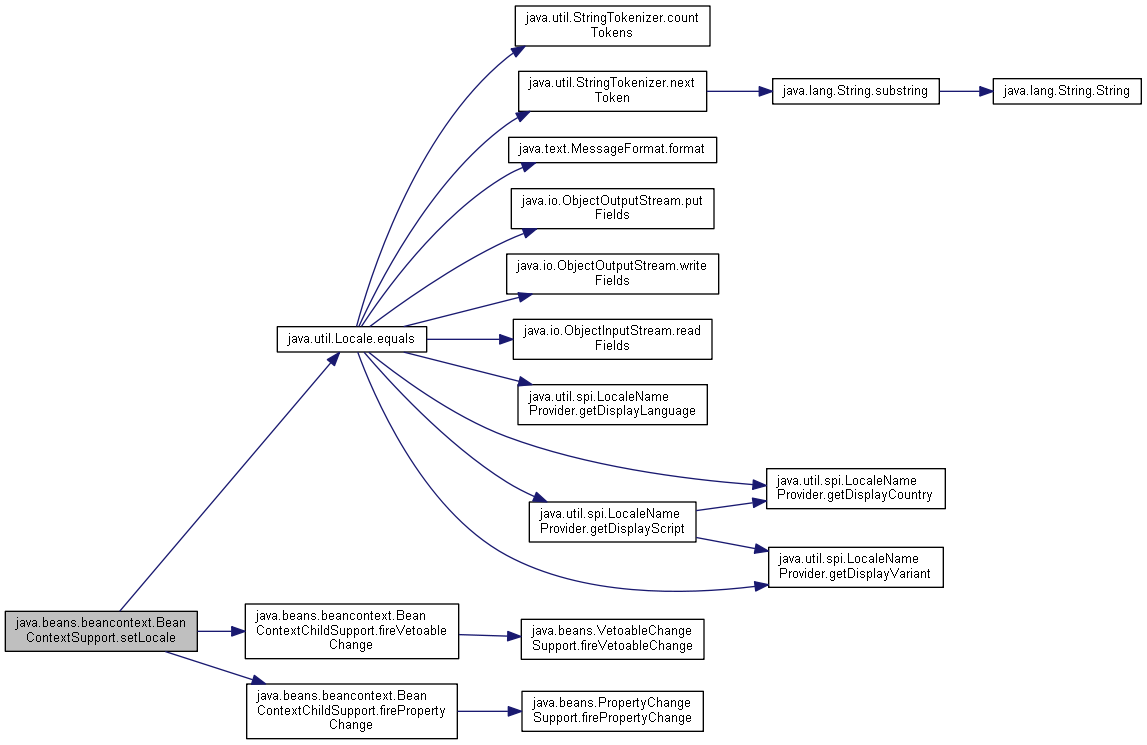 java.util.StringTokenizer.count
Tokens
java.util.StringTokenizer.next
Token
java.lang.String.substring
java.lang.String.String
java.text.MessageFormat.format
java.io.ObjectOutputStream.put
Fields
java.io.ObjectOutputStream.write
Fields
java.util.Locale.equals
java.io.ObjectInputStream.read
Fields
java.util.spi.LocaleName
Provider.getDisplayLanguage
java.util.spi.LocaleName
Provider.getDisplayCountry
java.util.spi.LocaleName
Provider.getDisplayScript
java.util.spi.LocaleName
Provider.getDisplayVariant
java.beans.beancontext.Bean
ContextSupport.setLocale
java.beans.beancontext.Bean
ContextChildSupport.fireVetoable
Change
java.beans.VetoableChange
Support.fireVetoableChange
java.beans.beancontext.Bean
ContextChildSupport.fireProperty
Change
java.beans.PropertyChange
Support.firePropertyChange